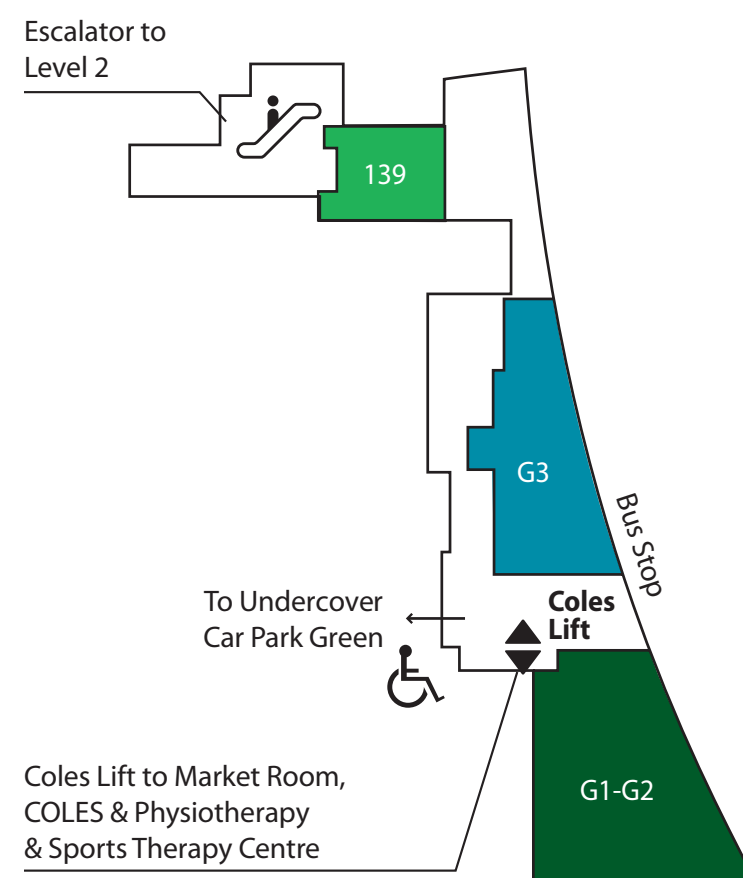 Escalator to
Level 2
139
G3
Bus Stop
To Undercover
Car Park Green
Coles
Lift
G1-G2
Coles Lift to Market Room,
COLES & Physiotherapy
& Sports Therapy Centre